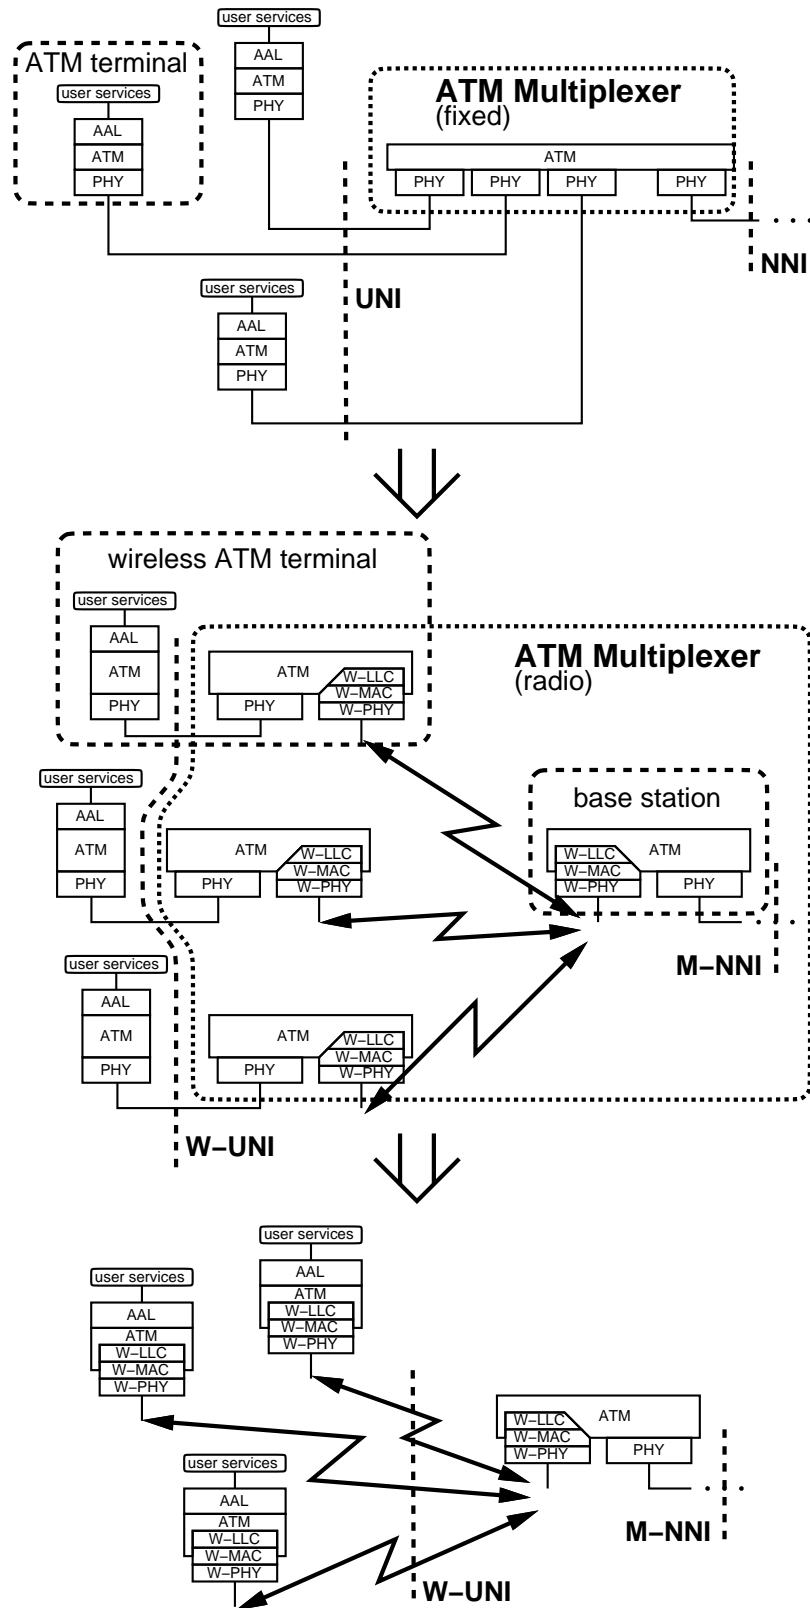 user services
AAL
ATM
PHY
ATM terminal
user services
AAL
ATM
PHY
ATM Multiplexer
(fixed)
ATM
PHY PHY PHY PHY
NNI
UNI
user services
AAL
ATM
PHY
wireless ATM terminal
user services
AAL
ATM
PHY
ATM
PHY
W–LLC
W–MAC
W–PHY
ATM Multiplexer
(radio)
user services
AAL
ATM
PHY
ATM
PHY
W–LLC
W–MAC
W–PHY
base station
W–LLC
W–MAC
W–PHY
ATM
PHY
M–NNI
user services
AAL
ATM
PHY
ATM
PHY
W–LLC
W–MAC
W–PHY
W–UNI
user services
AAL
ATM
W–LLC
W–MAC
W–PHY
user services
AAL
ATM
W–LLC
W–MAC
W–PHY
W–LLC
W–MAC
W–PHY
ATM
PHY
M–NNI
user services
AAL
ATM
W–LLC
W–MAC
W–PHY
W–UNI